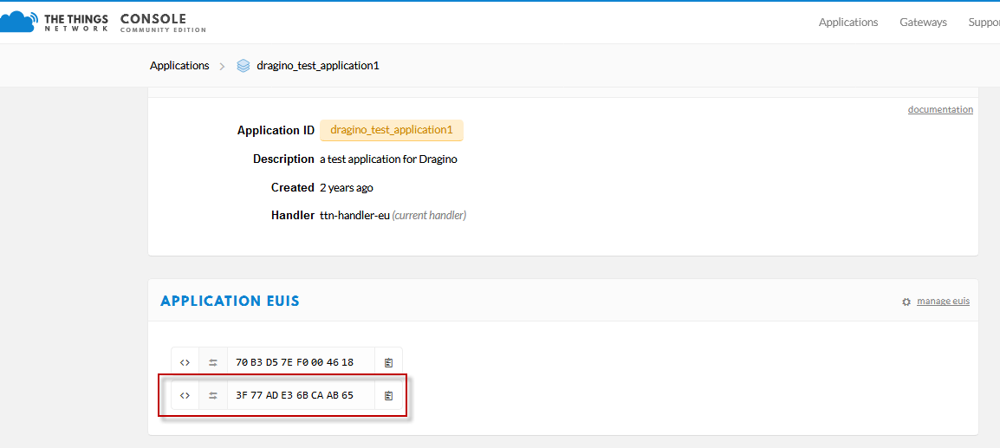 THE THINGS NETWORK CONSOLE COMMUNITY EDITION
Applications Gateways Suppor
Applications > dragino_test_application1
documentation
Application ID dragino_test_application1
Description a test application for Dragino
Created 2 years ago
Handler ttn-handler-eu (current handler)
APPLICATION EUIS
manage euis
<> 70 B3 D5 7E F0 00 46 18
<> 3F 77 AD E3 6B CA AB 65